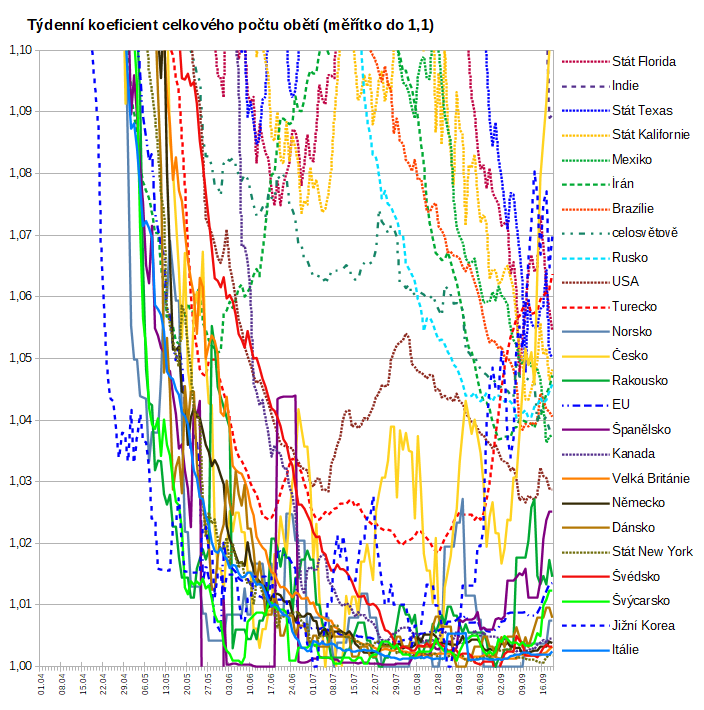 Týdenní koeficient celkového počtu obětí (měřítko do 1,1)
1,10
1,09
1,08
1,07
1,06
1,05
1,04
1,03
1,02
1,01
1,00
01.04
08.04
15.04
22.04
29.04
06.05
13.05
20.05
27.05
03.06
10.06
17.06
24.06
01.07
08.07
15.07
22.07
29.07
05.08
12.08
19.08
26.08
02.09
09.09
16.09
Stát Florida
Indie
Stát Texas
Stát Kalifornie
Mexiko
Írán
Brazílie
celosvětově
Rusko
USA
Turecko
Norsko
Česko
Rakousko
EU
Španělsko
Kanada
Velká Británie
Německo
Dánsko
Stát New York
Švédsko
Švýcarsko
Jižní Korea
Itálie